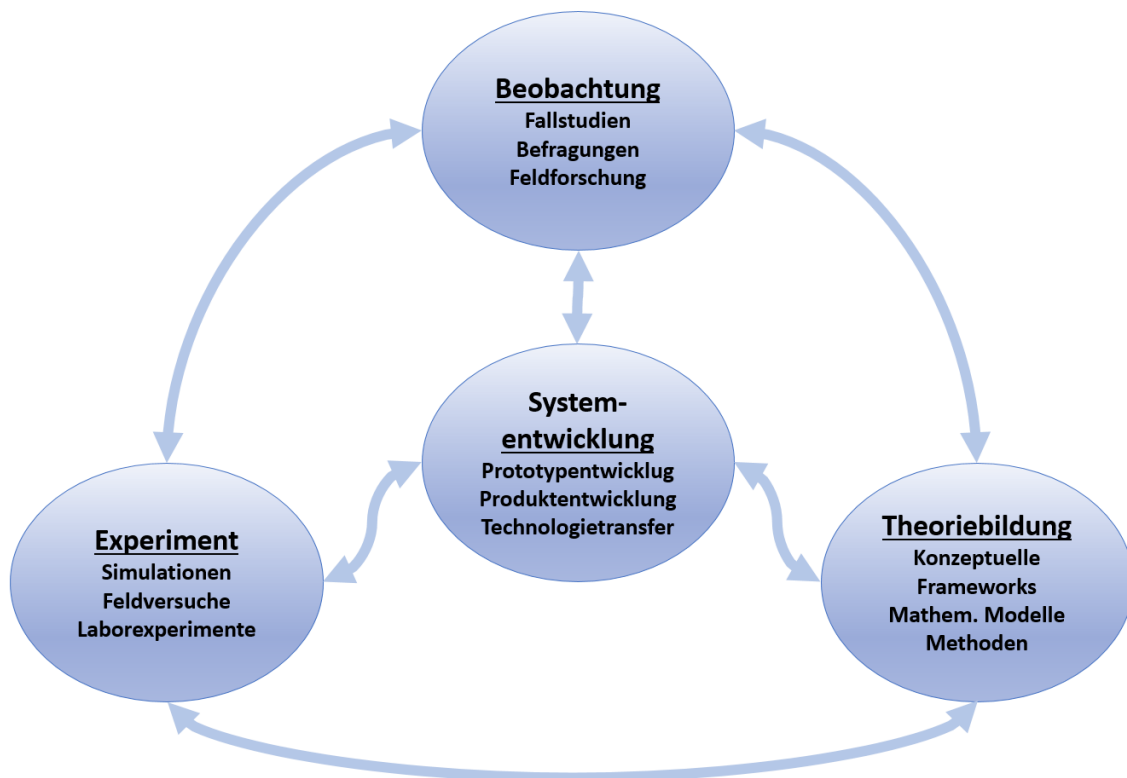 Beobachtung
Fallstudien
Befragungen
Feldforschung
System-
entwicklung
Prototypentwicklug
Produktentwicklung
Technologietransfer
Experiment
Simulationen
Feldversuche
Laborexperimente
Theoriebildung
Konzeptuelle
Frameworks
Mathem. Modelle
Methoden